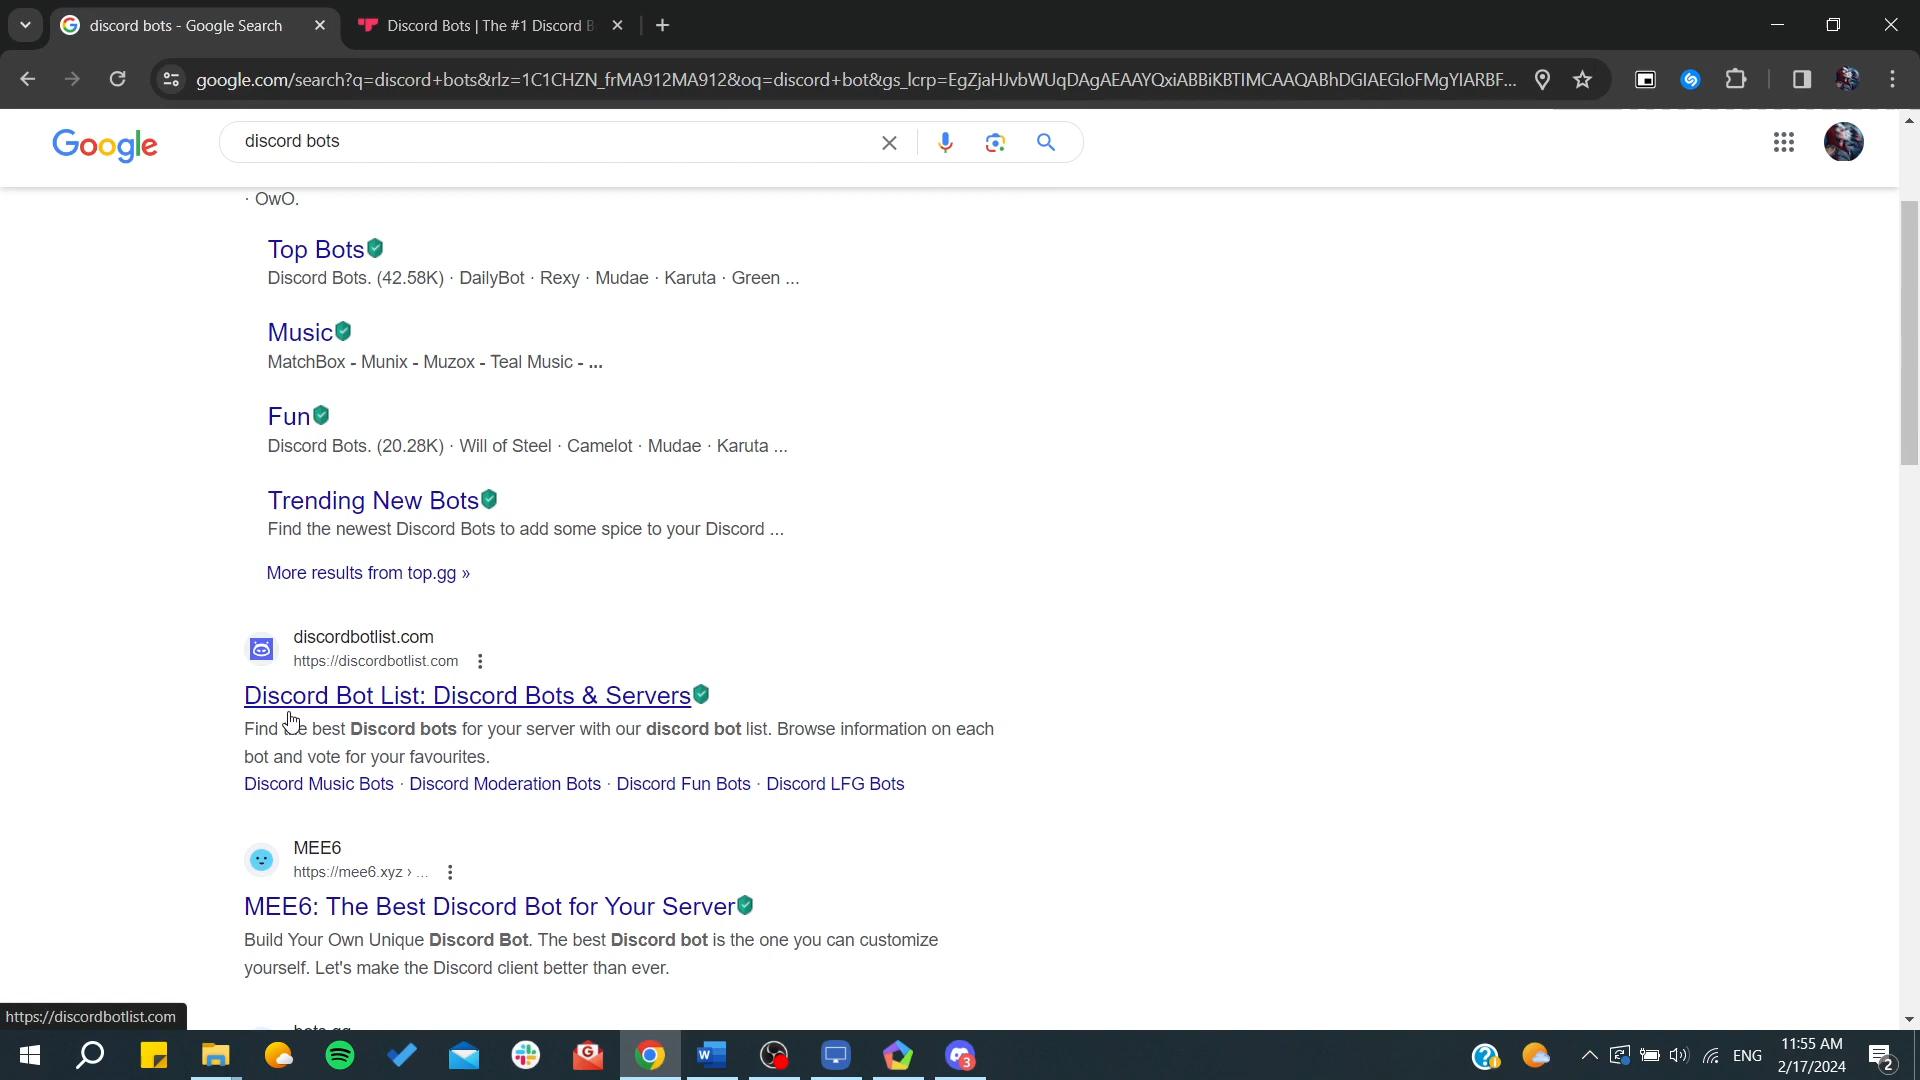 discord bots - Google Search
Discord Bots | The #1 Discord B
google.com/search?q=discord+bots&rlz=1C1CHZN_frMA912MA912&oq=discord+bot&gs_lcrp=EgZjaHJvbWUqDAgAEAAYQxiABBiKBTIMCAAQABhDGIAEGIoFMgYIARBF...
Google
discord bots
· OwO.
Top Bots
Discord Bots. (42.58K) · DailyBot · Rexy · Mudae · Karuta · Green ...
Music
MatchBox - Munix - Muzox - Teal Music - ...
Fun
Discord Bots. (20.28K) · Will of Steel · Camelot · Mudae · Karuta ...
Trending New Bots
Find the newest Discord Bots to add some spice to your Discord ...
More results from top.gg »
discordbotlist.com
https://discordbotlist.com
Discord Bot List: Discord Bots & Servers
Find the best Discord bots for your server with our discord bot list. Browse information on each
bot and vote for your favourites.
Discord Music Bots · Discord Moderation Bots · Discord Fun Bots · Discord LFG Bots
MEE6
https://mee6.xyz › ...
MEE6: The Best Discord Bot for Your Server
Build Your Own Unique Discord Bot. The best Discord bot is the one you can customize
yourself. Let's make the Discord client better than ever.
https://discordbotlist.com
3
ENG
11:55 AM
2/17/2024
2